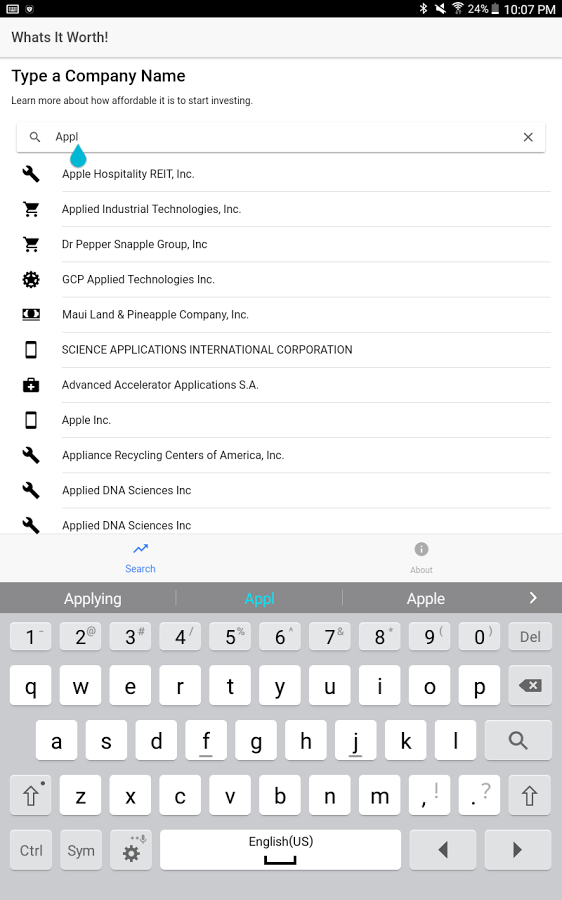 24% 10:07 PM
Whats It Worth!
Type a Company Name
Learn more about how affordable it is to start investing.
Appl
Apple Hospitality REIT, Inc.
Applied Industrial Technologies, Inc.
Dr Pepper Snapple Group, Inc
GCP Applied Technologies Inc.
Maui Land & Pineapple Company, Inc.
SCIENCE APPLICATIONS INTERNATIONAL CORPORATION
Advanced Accelerator Applications S.A.
Apple Inc.
Appliance Recycling Centers of America, Inc.
Applied DNA Sciences Inc
Applied DNA Sciences Inc
Search About
Applying Appl Apple
1 - 2 @ 3 # 4 / 5 % 6 ^ 7 & 8 * 9 ( 0 ) Del
q w e r t y u i o p
a s d f g h j k l
z x c v b n m , ! . ?
Ctrl Sym English(US)